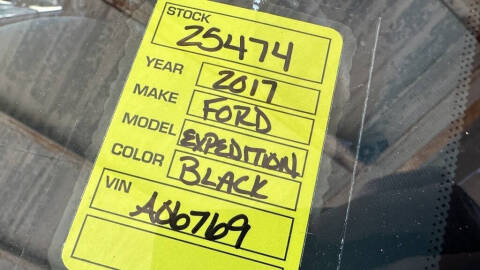 STOCK
25474
YEAR 2017
MAKE FORD
MODEL EXPEDITION
COLOR BLACK
VIN
A06769